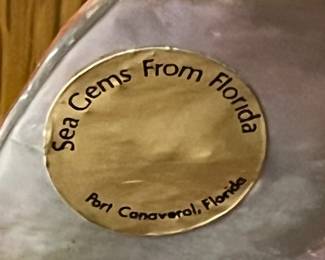 Sea Gems From Florida
Port Canaveral, Florida